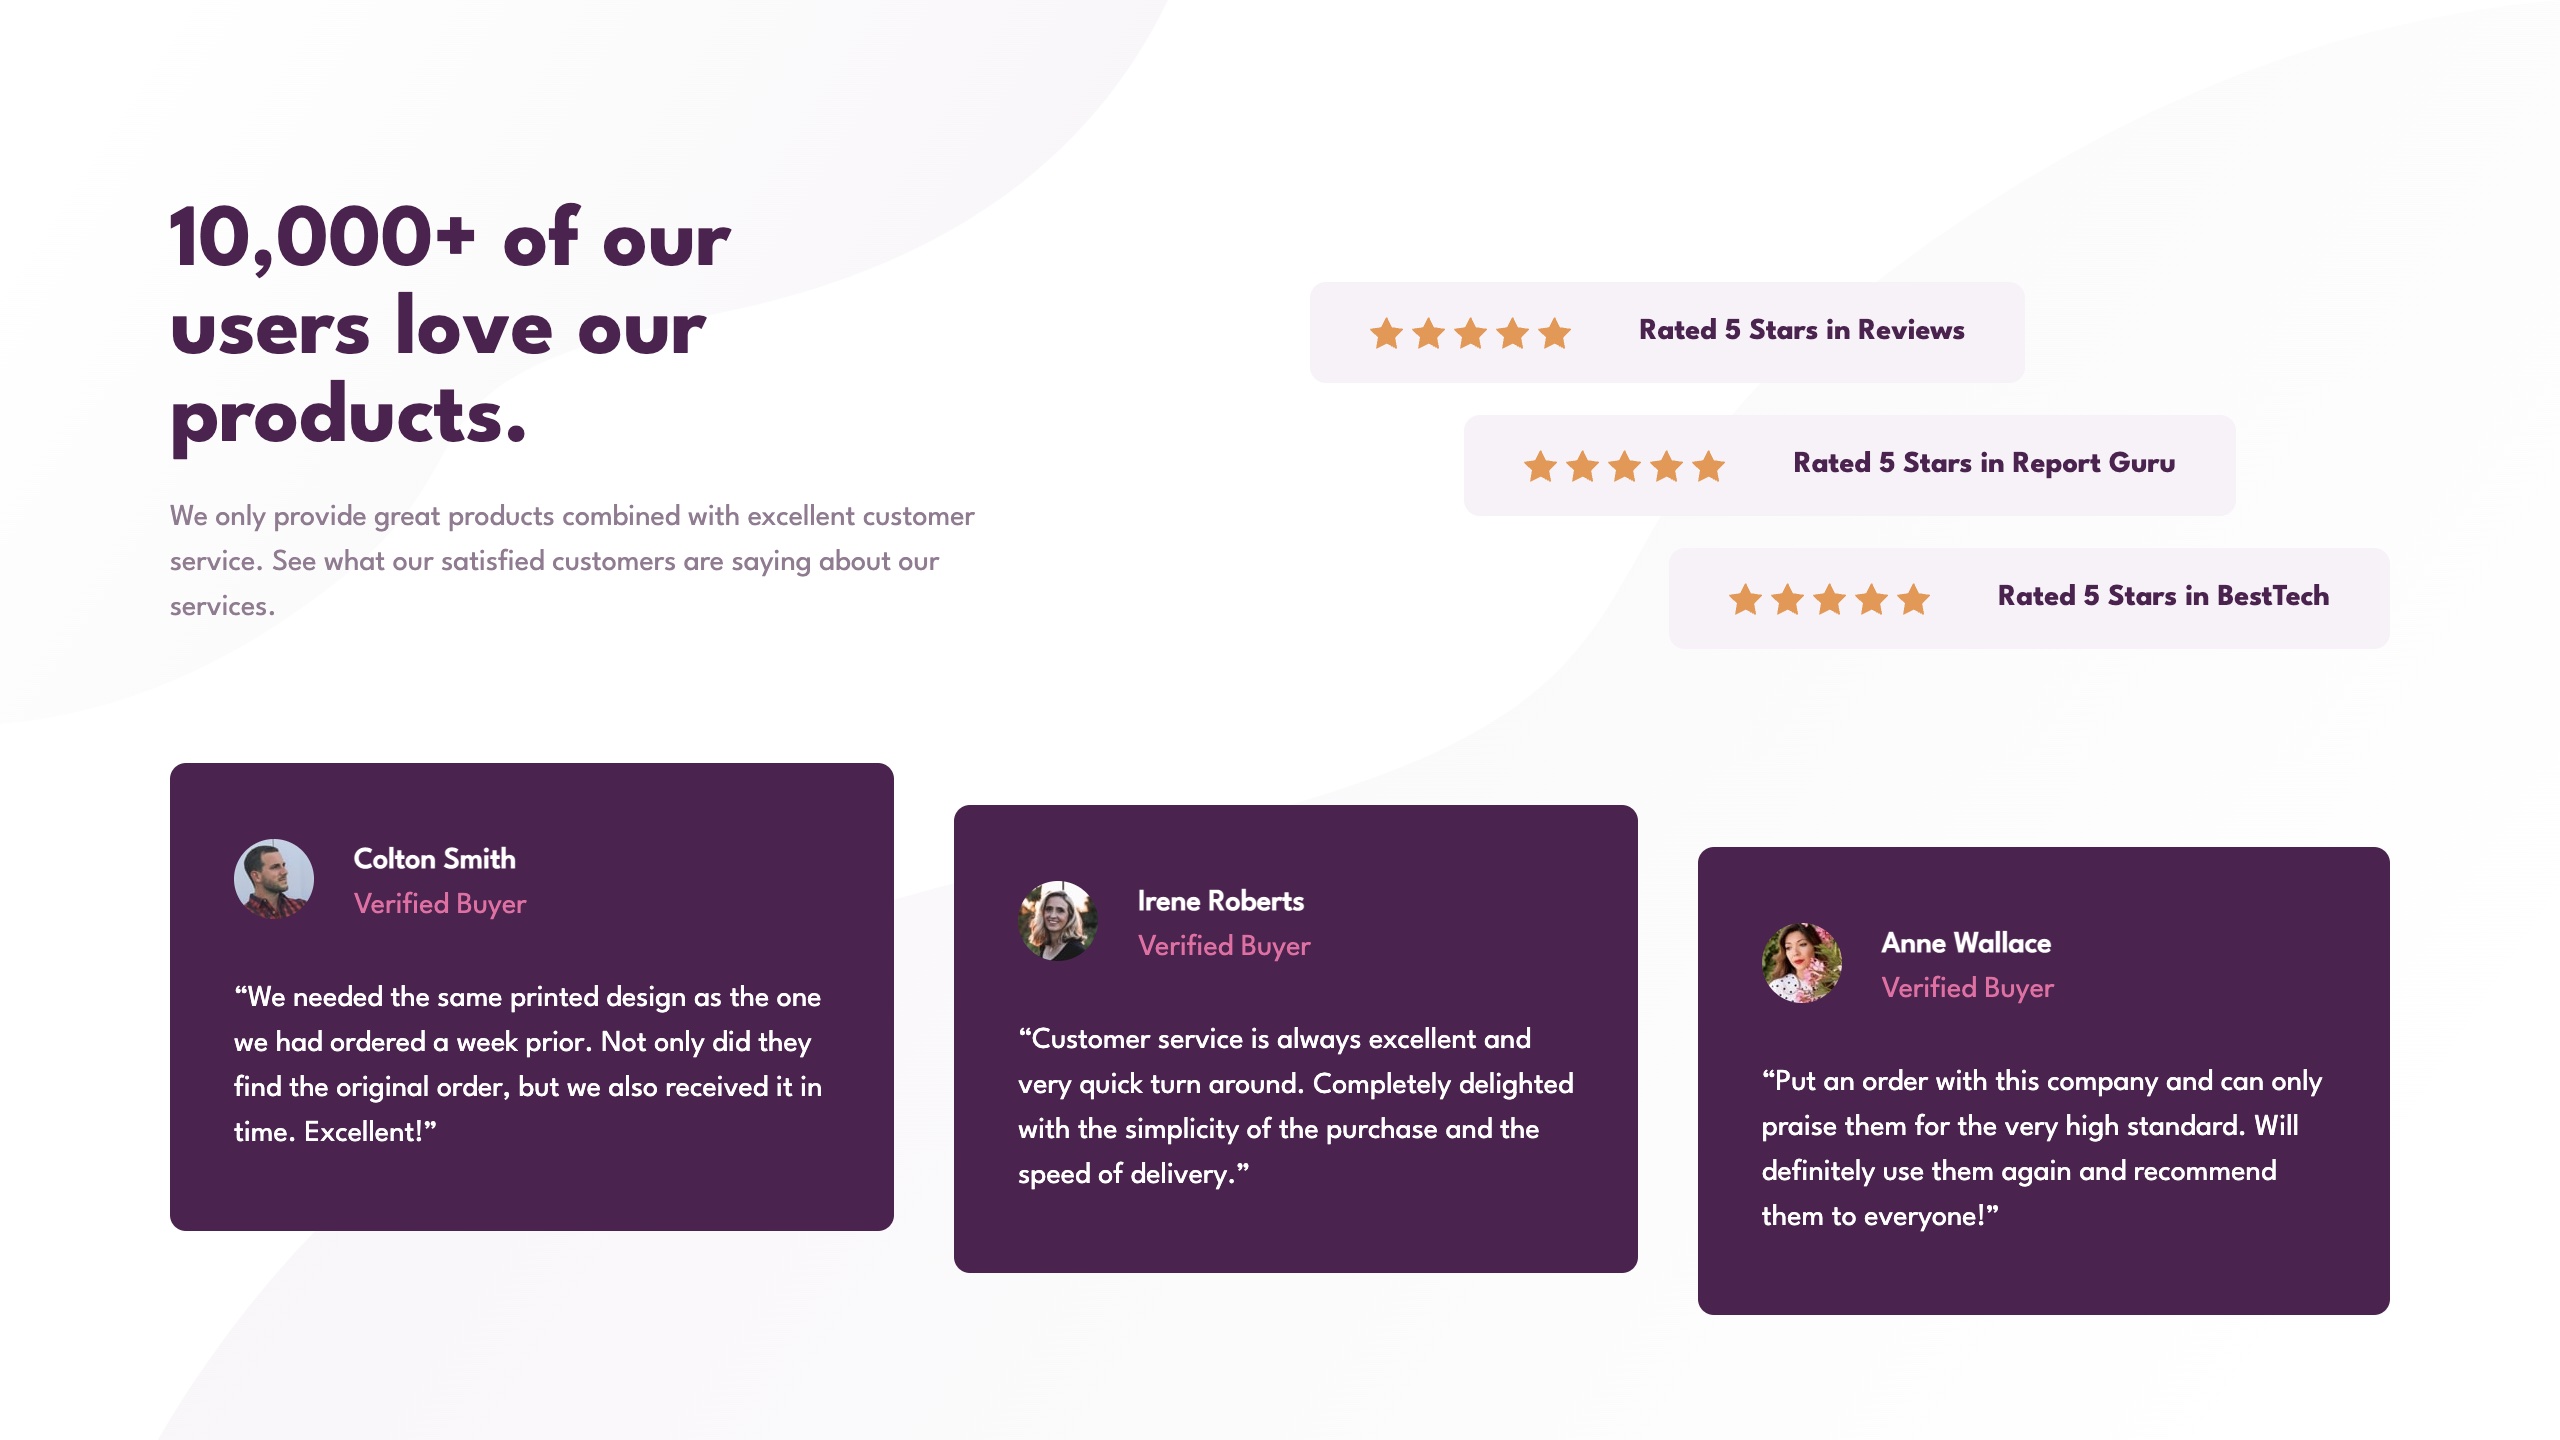 10,000+ of our
users love our
products.
We only provide great products combined with excellent customer
service. See what our satisfied customers are saying about our
services.
Rated 5 Stars in Reviews
Rated 5 Stars in Report Guru
Rated 5 Stars in BestTech
Colton Smith
Verified Buyer
“We needed the same printed design as the one
we had ordered a week prior. Not only did they
find the original order, but we also received it in
time. Excellent!”
Irene Roberts
Verified Buyer
“Customer service is always excellent and
very quick turn around. Completely delighted
with the simplicity of the purchase and the
speed of delivery.”
Anne Wallace
Verified Buyer
“Put an order with this company and can only
praise them for the very high standard. Will
definitely use them again and recommend
them to everyone!”